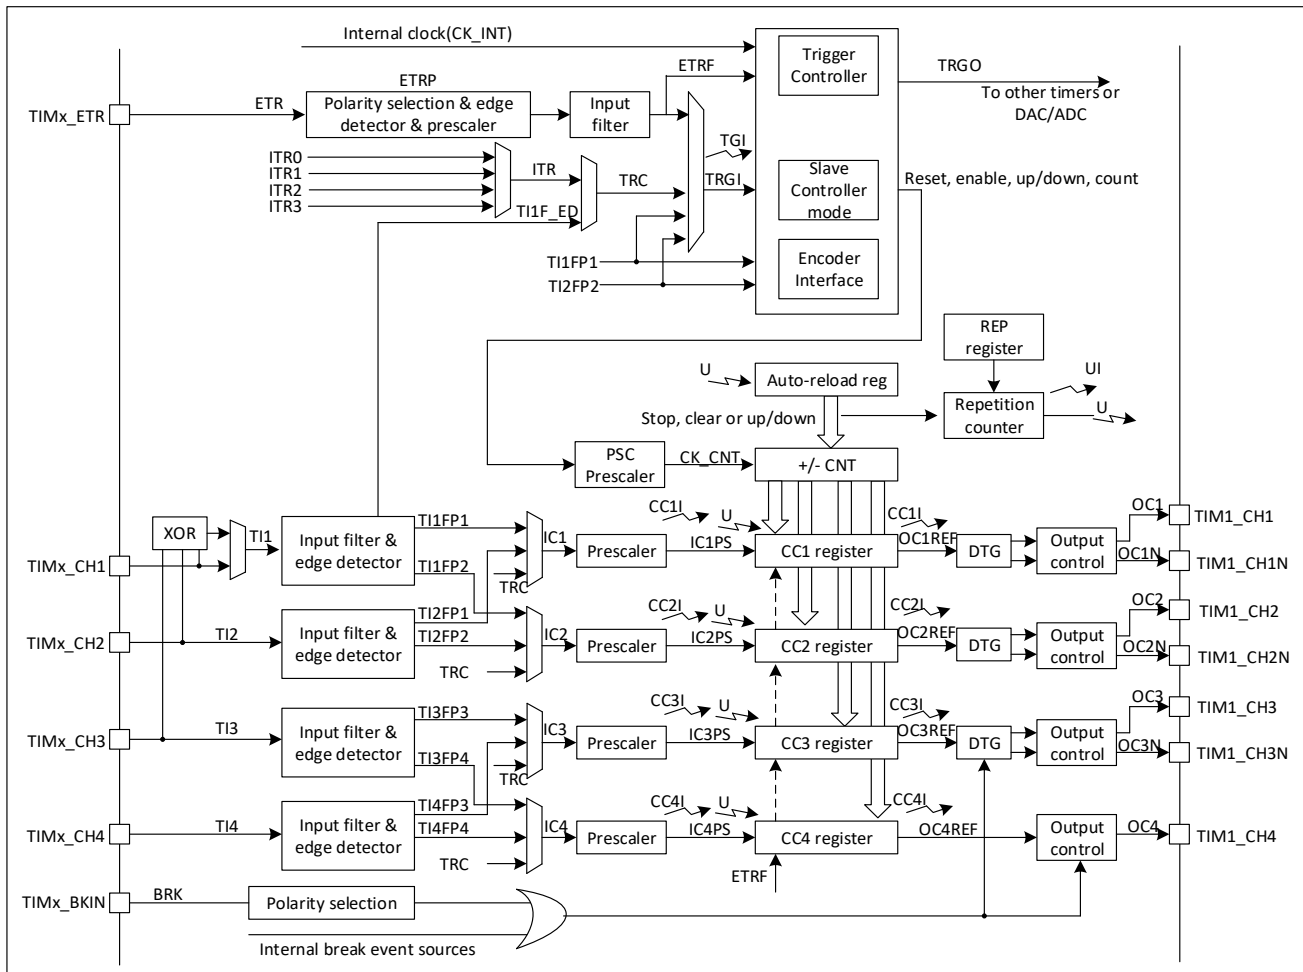 Internal clock(CK_INT)
Trigger
Controller
TRGO
To other timers or
DAC/ADC
ETRF
ETRP
ETR
TIMx_ETR
Polarity selection & edge
detector & prescaler
Input
filter
TGI
ITR0
ITR1
ITR2
ITR3
ITR
TRC
TRGI
TI1F_ED
Slave
Controller
mode
Reset, enable, up/down, count
TI1FP1
TI2FP2
Encoder
Interface
REP
register
U
Auto-reload reg
UI
Stop, clear or up/down
Repetition
counter
U
PSC
Prescaler
CK_CNT
+/- CNT
XOR
TI1
TIMx_CH1
Input filter &
edge detector
TI1FP1
TI1FP2
TRC
IC1
Prescaler
IC1PS
CC1I
U
CC1 register
CC1I
OC1REF
DTG
Output
control
OC1
OC1N
TIM1_CH1
TIM1_CH1N
TIMx_CH2
TI2
Input filter &
edge detector
TI2FP1
TI2FP2
TRC
IC2
Prescaler
IC2PS
CC2I
U
CC2 register
CC2I
OC2REF
DTG
Output
control
OC2
OC2N
TIM1_CH2
TIM1_CH2N
TIMx_CH3
TI3
Input filter &
edge detector
TI3FP3
TI3FP4
TRC
IC3
Prescaler
IC3PS
CC3I
U
CC3 register
CC3I
OC3REF
DTG
Output
control
OC3
OC3N
TIM1_CH3
TIM1_CH3N
TIMx_CH4
TI4
Input filter &
edge detector
TI4FP3
TI4FP4
TRC
IC4
Prescaler
IC4PS
CC4I
U
CC4 register
CC4I
OC4REF
Output
control
OC4
TIM1_CH4
ETRF
TIMx_BKIN
BRK
Polarity selection
Internal break event sources